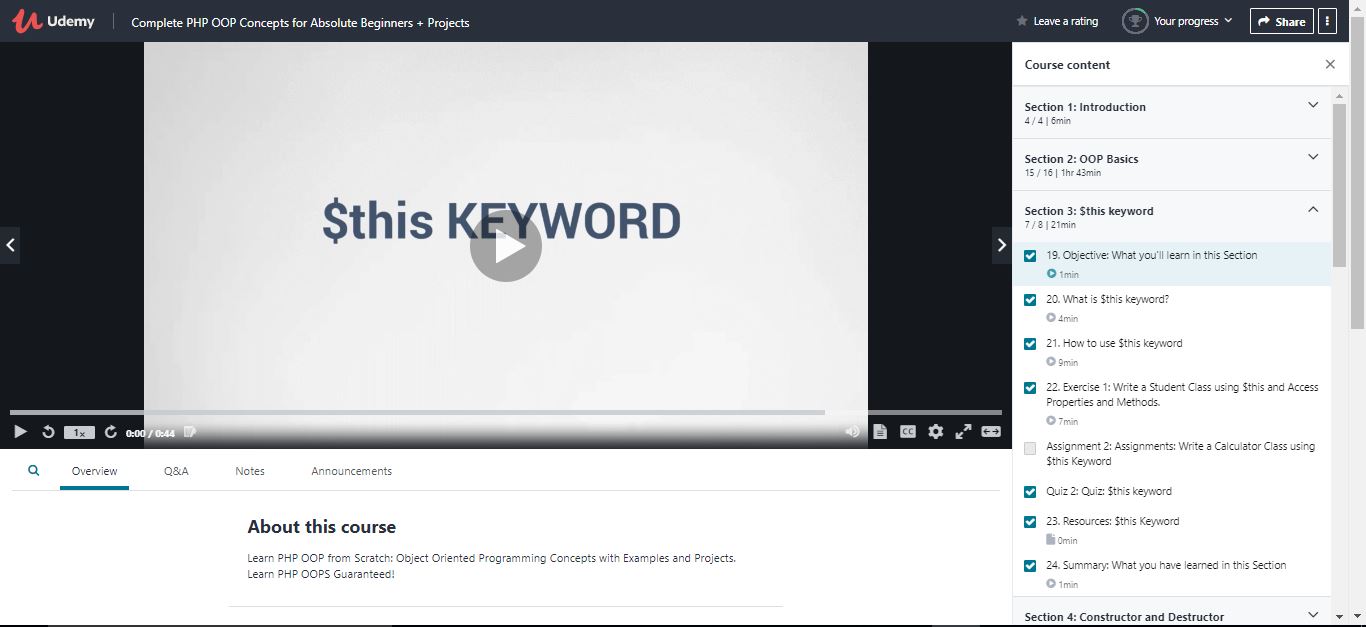 Udemy
Complete PHP OOP Concepts for Absolute Beginners + Projects
Leave a rating
Your progress
Share
$this KEYWORD
1x
0:00 / 0:44
CC
Overview
Q&A
Notes
Announcements
About this course
Learn PHP OOP from Scratch: Object Oriented Programming Concepts with Examples and Projects.
Learn PHP OOPS Guaranteed!
Course content
Section 1: Introduction
4 / 4 | 6min
Section 2: OOP Basics
15 / 16 | 1hr 43min
Section 3: $this keyword
7 / 8 | 21min
19. Objective: What you'll learn in this Section
1min
20. What is $this keyword?
4min
21. How to use $this keyword
9min
22. Exercise 1: Write a Student Class using $this and Access
Properties and Methods.
7min
Assignment 2: Assignments: Write a Calculator Class using
$this Keyword
Quiz 2: Quiz: $this keyword
23. Resources: $this Keyword
0min
24. Summary: What you have learned in this Section
1min
Section 4: Constructor and Destructor